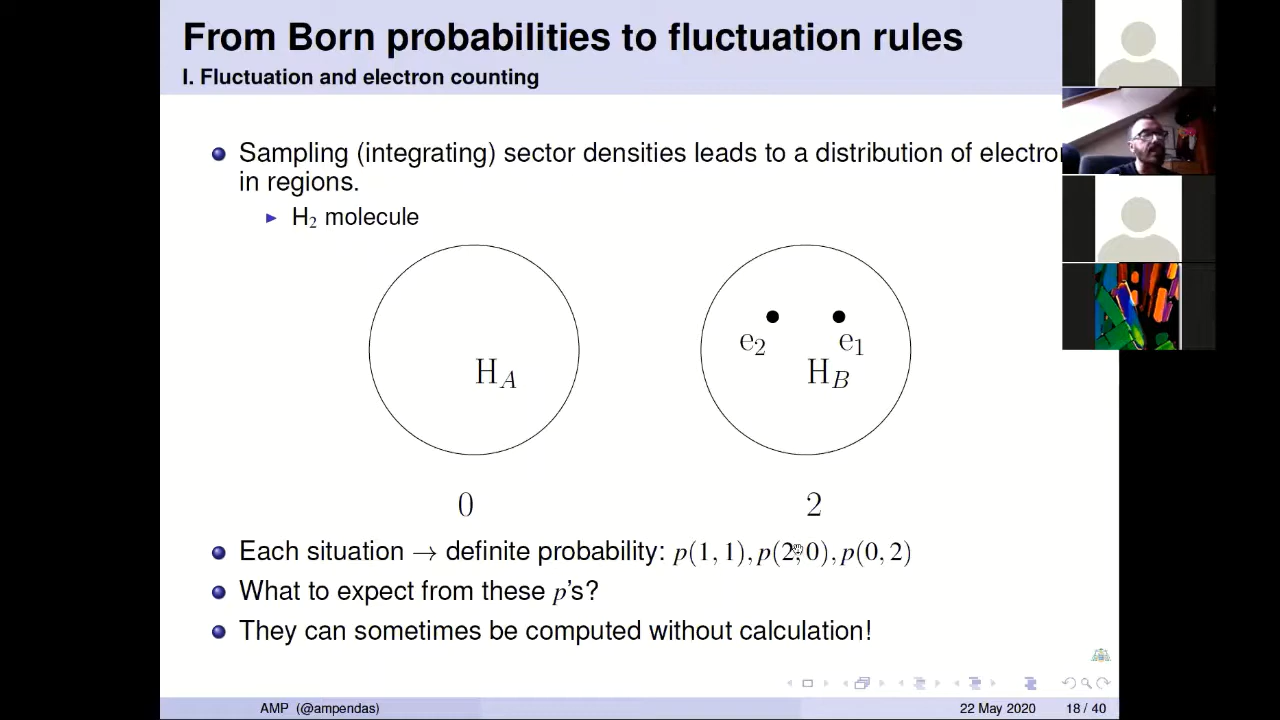 From Born probabilities to fluctuation rules
I. Fluctuation and electron counting
Sampling (integrating) sector densities leads to a distribution of electro
in regions.
H₂ molecule
e₂ e₁
H_A H_B
0 2
Each situation → definite probability: p(1, 1), p(2, 0), p(0, 2)
What to expect from these p's?
They can sometimes be computed without calculation!
AMP (@ampendas) 22 May 2020 18 / 40